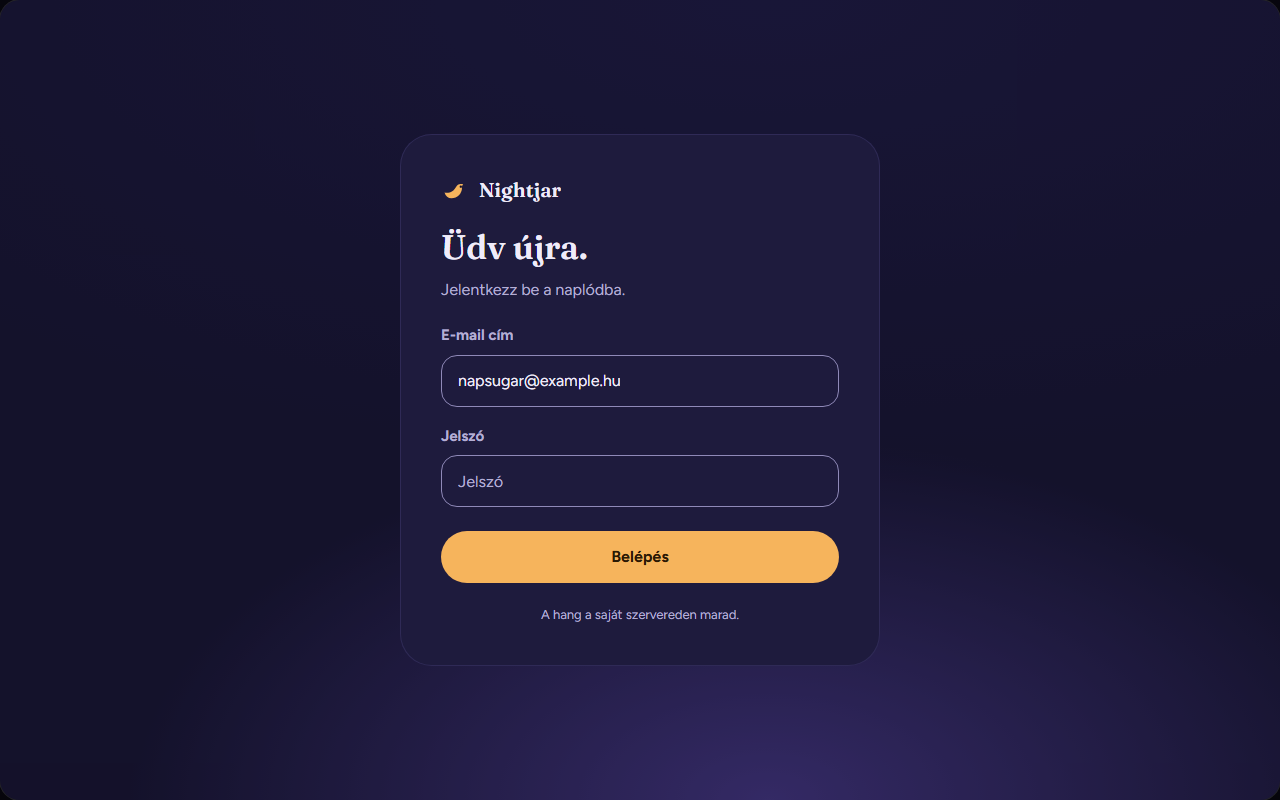 Nightjar
Üdv újra.
Jelentkezz be a naplódba.
E-mail cím
napsugar@example.hu
Jelszó
Jelszó
Belépés
A hang a saját szervereden marad.